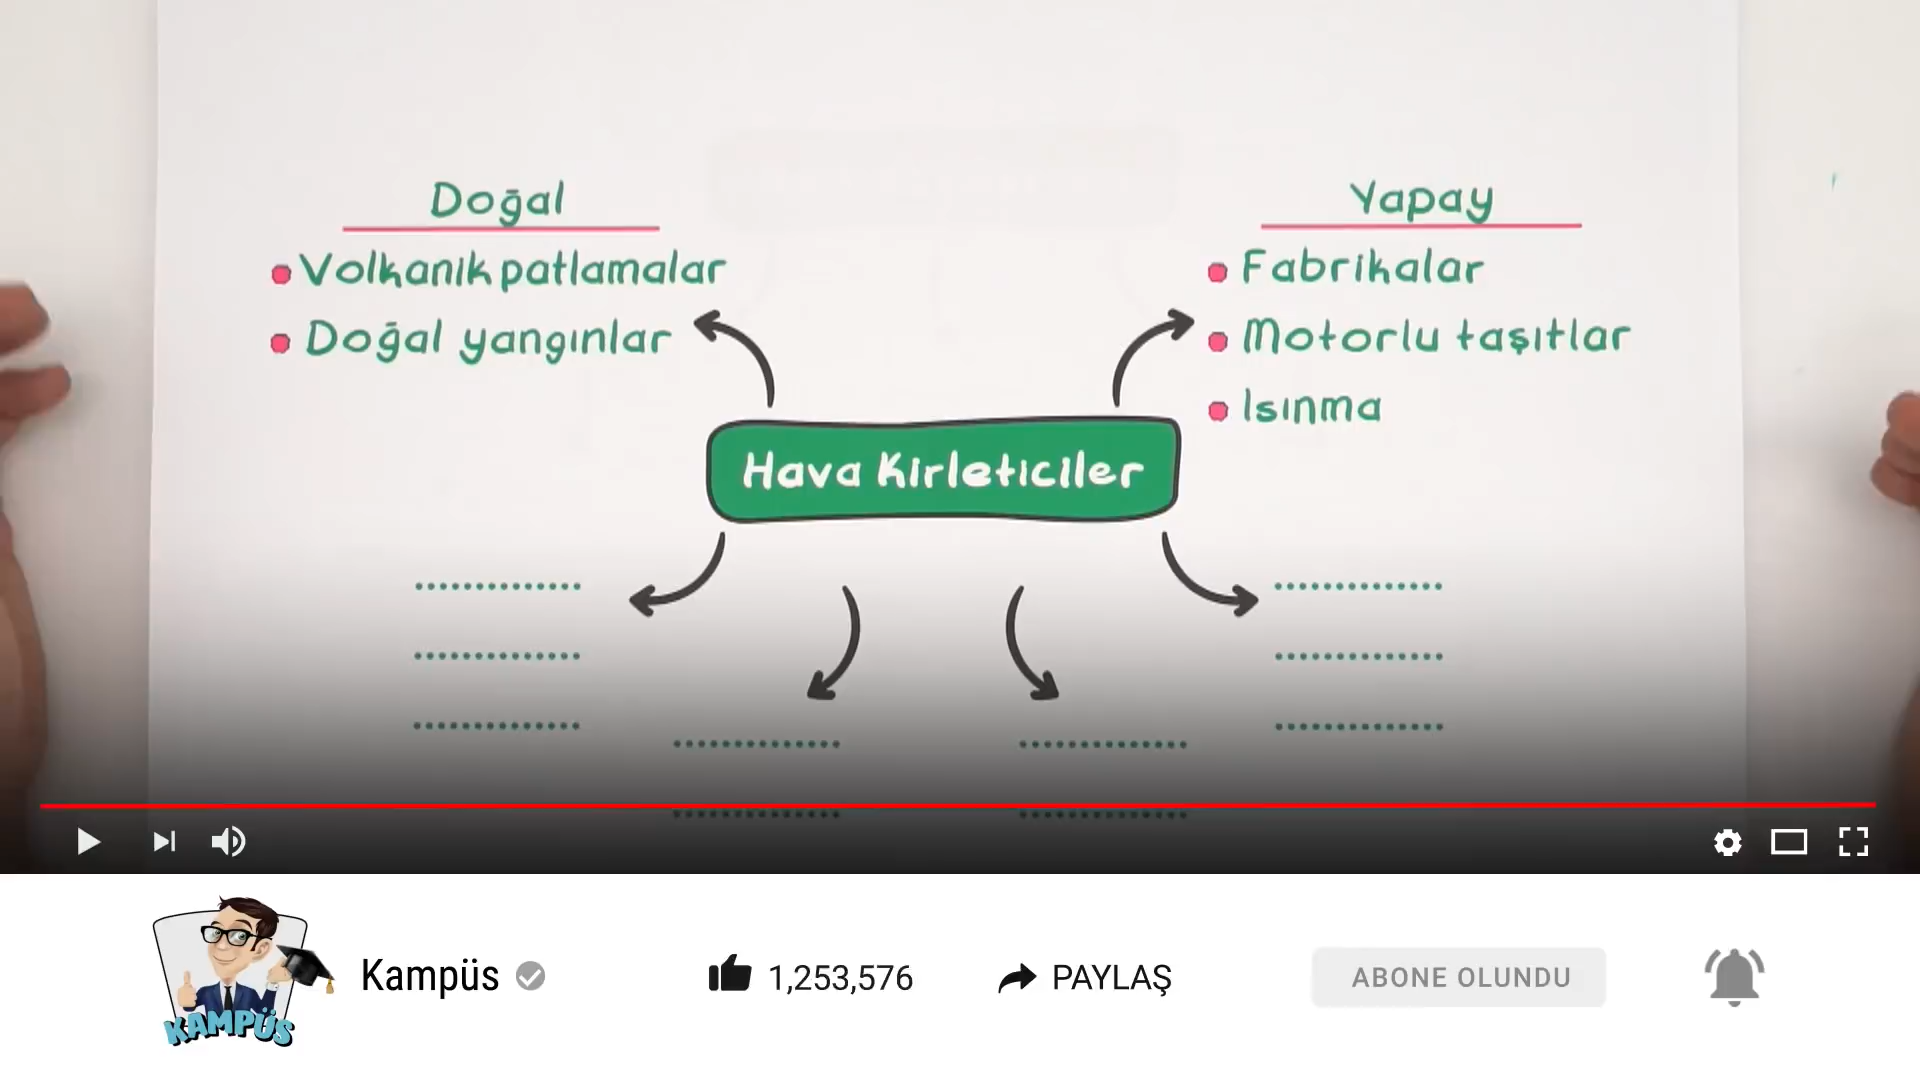 Doğal
Volkanik patlamalar
Doğal yangınlar
Yapay
Fabrikalar
Motorlu taşıtlar
Isınma
Hava Kirleticiler
Kampüs
1,253,576
PAYLAŞ
ABONE OLUNDU
KAMPÜS